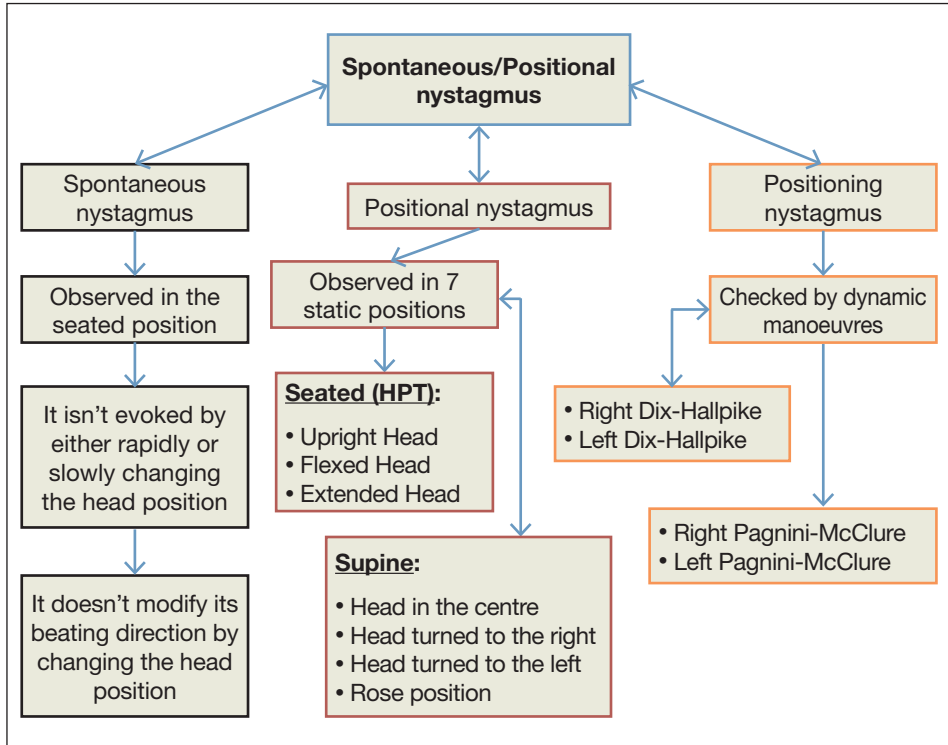 Spontaneous/Positional
nystagmus
Spontaneous
nystagmus
Observed in the
seated position
It isn't evoked by
either rapidly or
slowly changing
the head position
It doesn't modify its
beating direction by
changing the head
position
Positional nystagmus
Observed in 7
static positions
Seated (HPT):
• Upright Head
• Flexed Head
• Extended Head
Supine:
• Head in the centre
• Head turned to the right
• Head turned to the left
• Rose position
Positioning
nystagmus
Checked by dynamic
manoeuvres
• Right Dix-Hallpike
• Left Dix-Hallpike
• Right Pagnini-McClure
• Left Pagnini-McClure